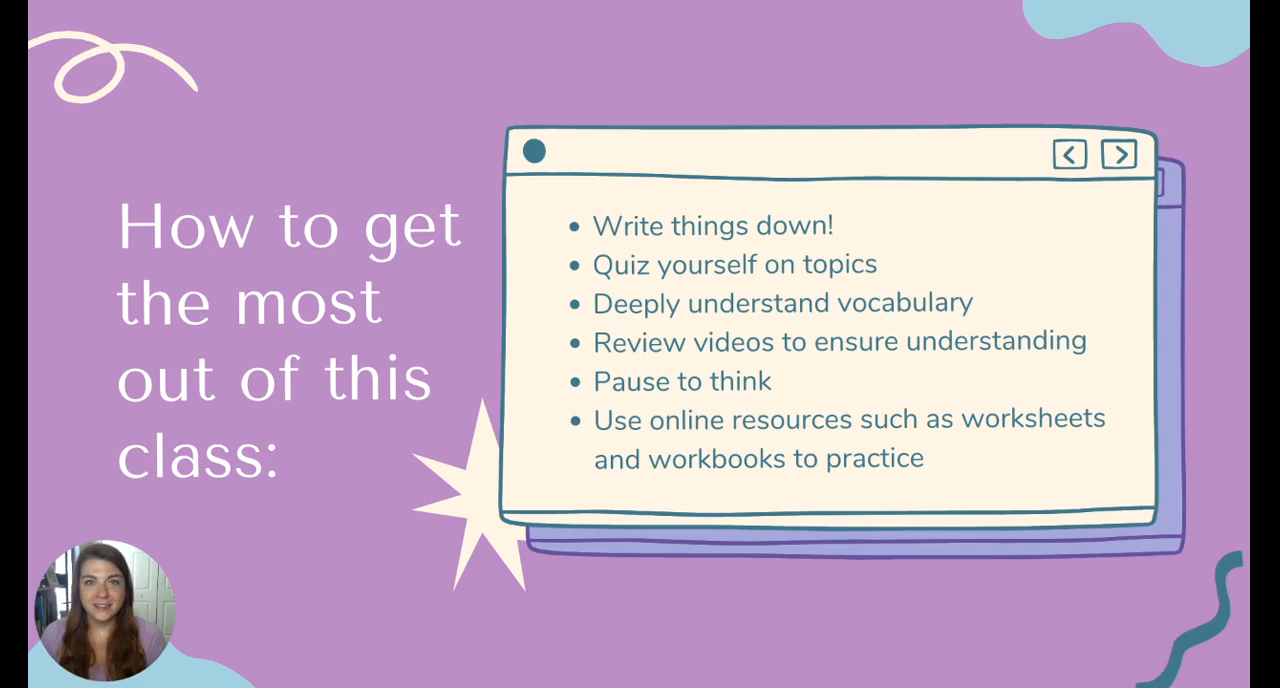 How to get
the most
out of this
class:
• Write things down!
• Quiz yourself on topics
• Deeply understand vocabulary
• Review videos to ensure understanding
• Pause to think
• Use online resources such as worksheets
and workbooks to practice